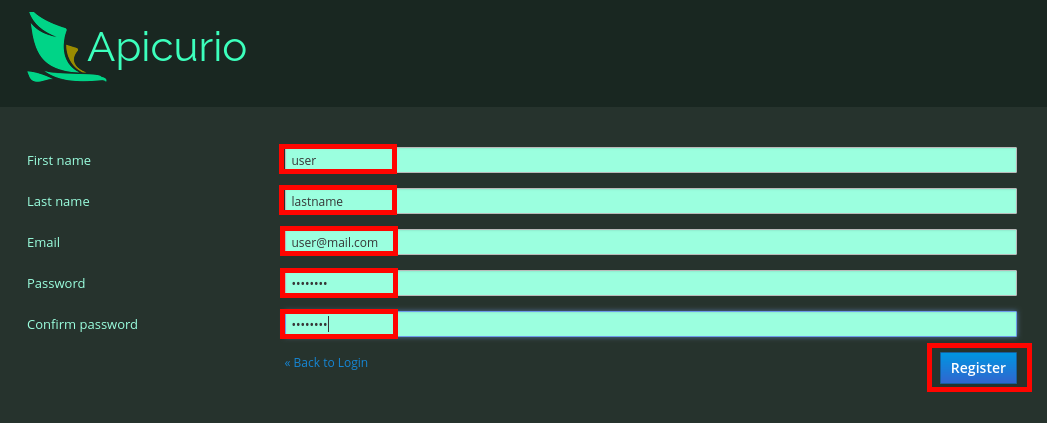 Apicurio
First name user
Last name lastname
Email user@mail.com
Password ••••••••
Confirm password ••••••••
« Back to Login Register